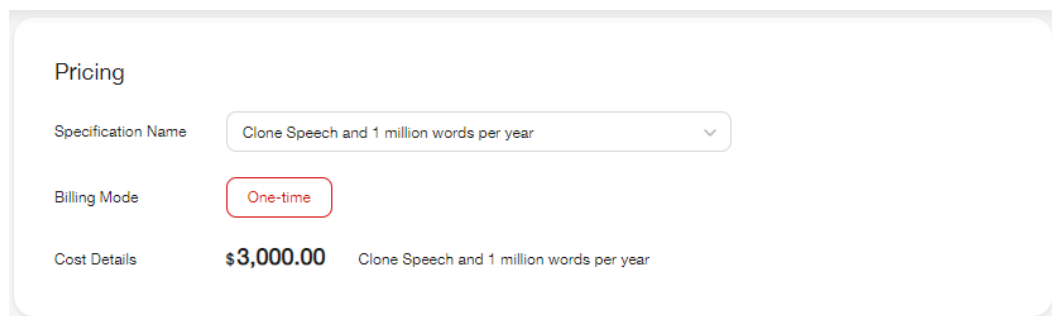 Pricing
Specification Name Clone Speech and 1 million words per year
Billing Mode One-time
Cost Details $3,000.00 Clone Speech and 1 million words per year